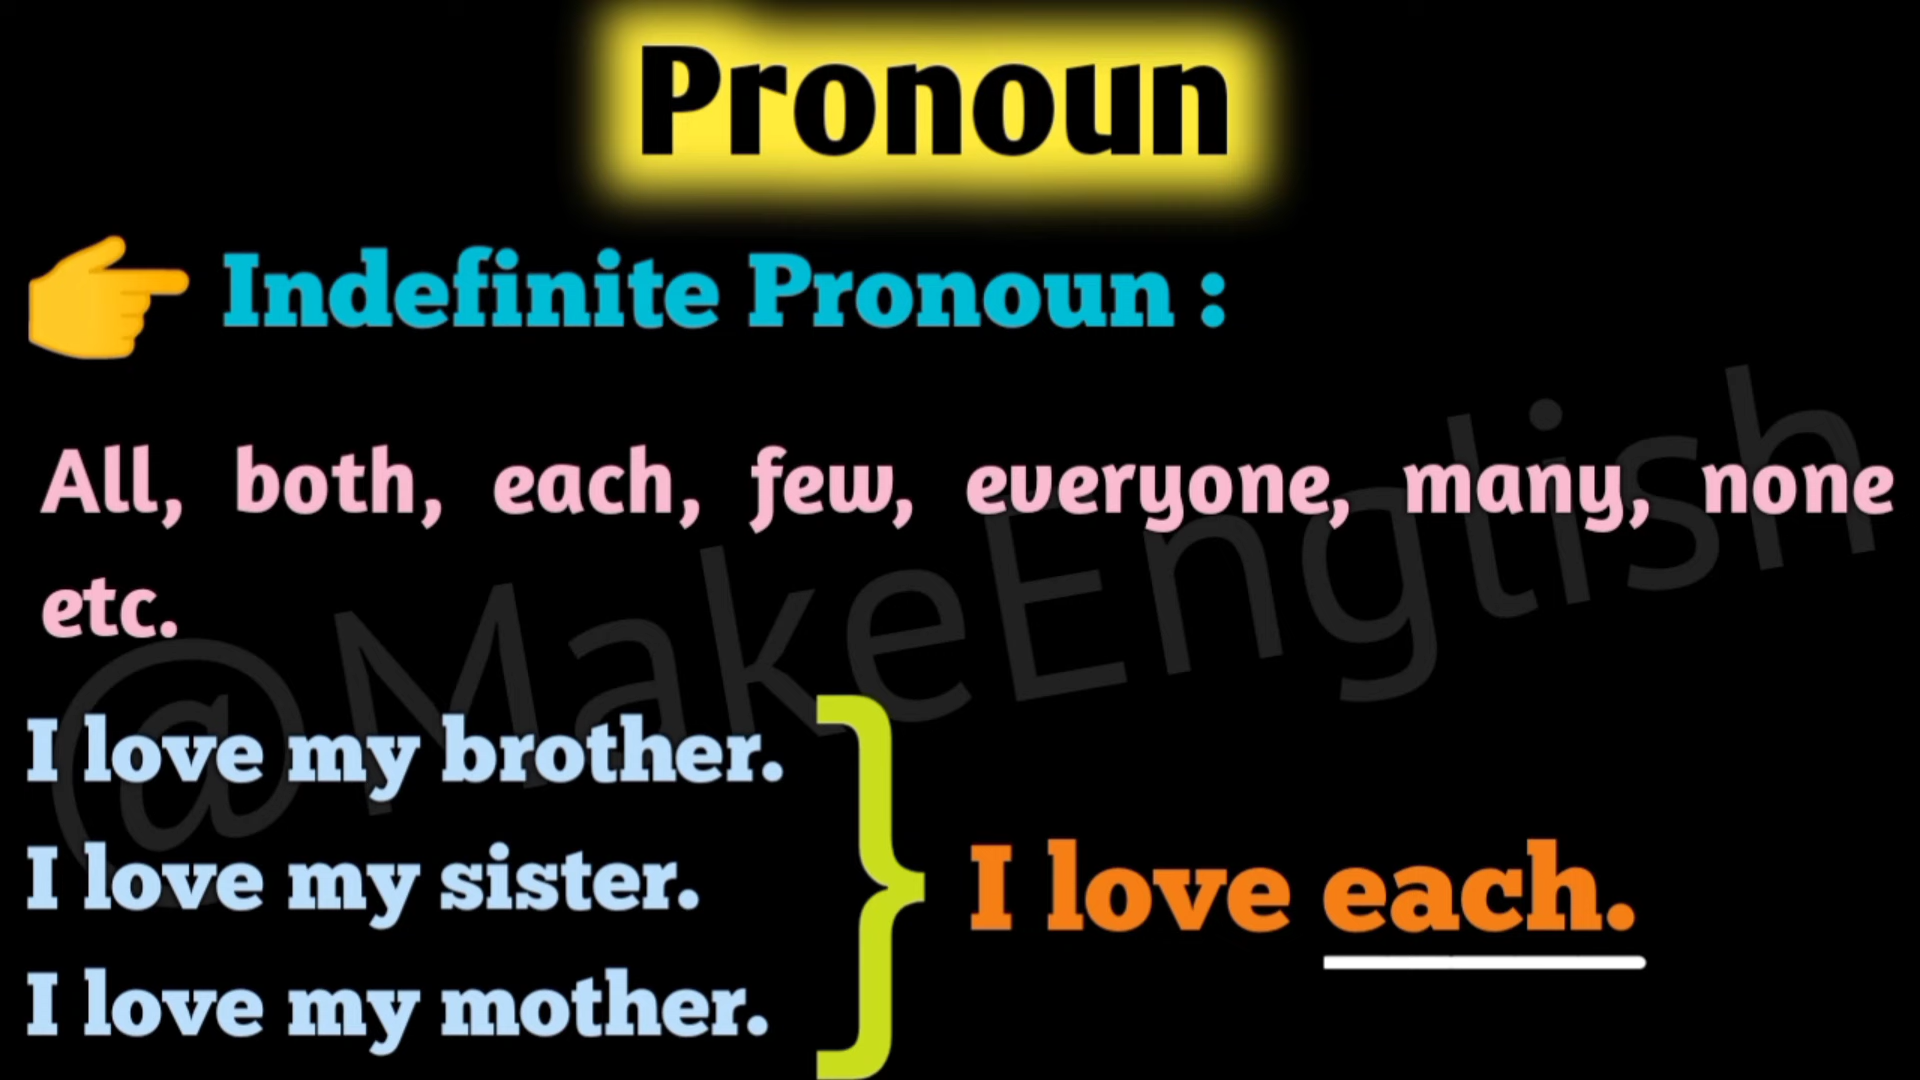 Pronoun
👉 Indefinite Pronoun :
All, both, each, few, everyone, many, none
etc.
@MakeEnglish
I love my brother.
I love my sister.
I love my mother.
I love each.